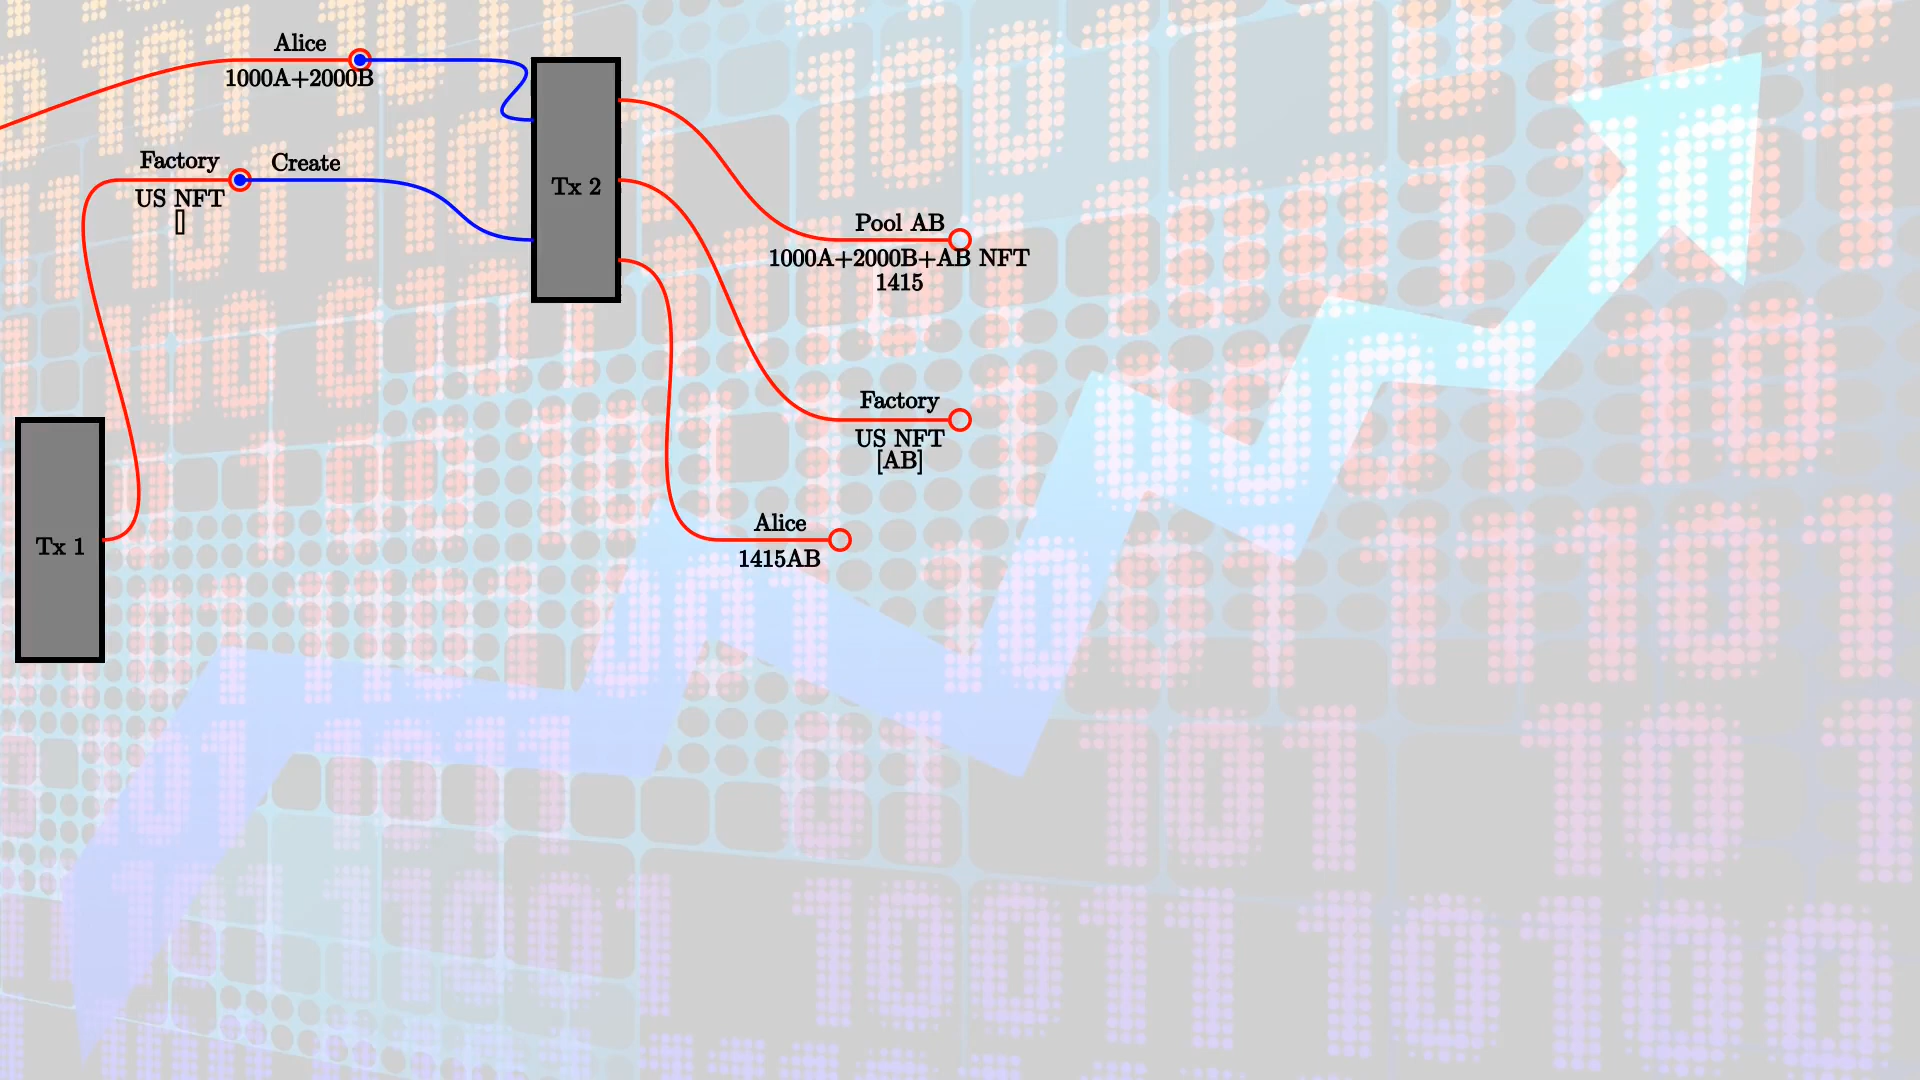 Alice
1000A+2000B
Factory
US NFT
[]
Create
Tx 1
Tx 2
Pool AB
1000A+2000B+AB NFT
1415
Factory
US NFT
[AB]
Alice
1415AB